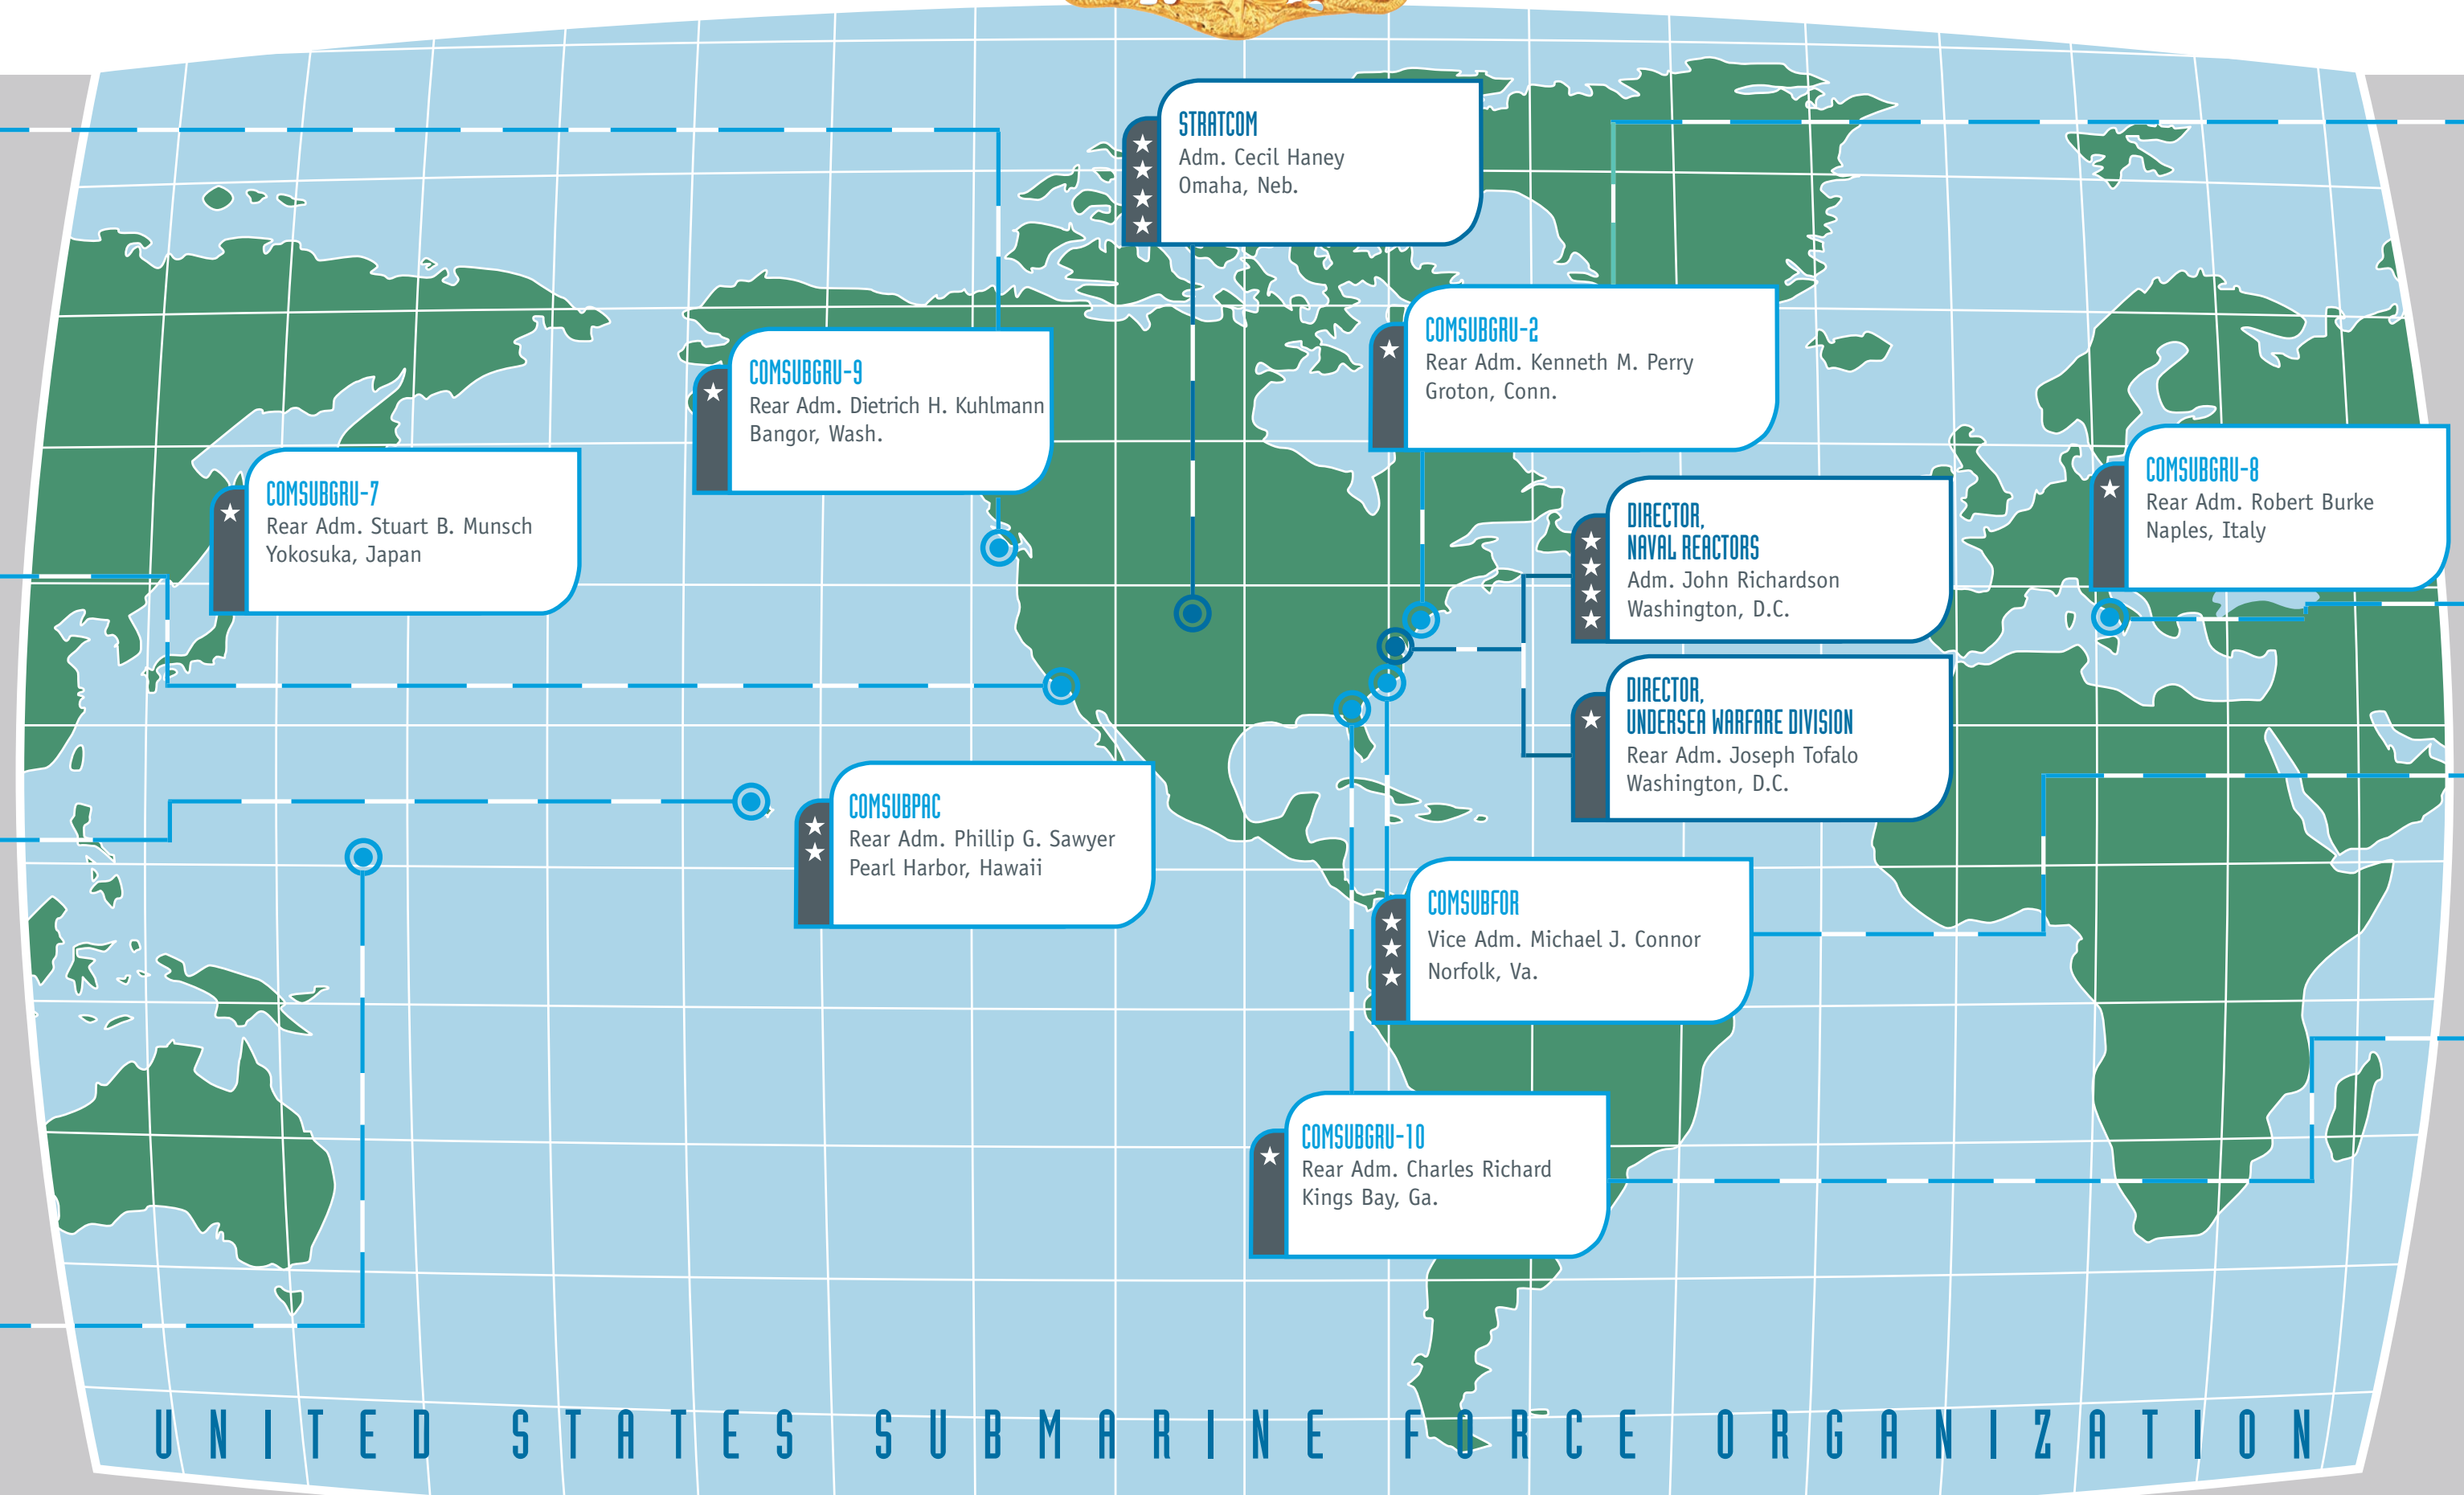 STRATCOM
Adm. Cecil Haney
Omaha, Neb.
COMSUBGRU-2
Rear Adm. Kenneth M. Perry
Groton, Conn.
COMSUBGRU-9
Rear Adm. Dietrich H. Kuhlmann
Bangor, Wash.
COMSUBGRU-7
Rear Adm. Stuart B. Munsch
Yokosuka, Japan
DIRECTOR,
NAVAL REACTORS
Adm. John Richardson
Washington, D.C.
COMSUBGRU-8
Rear Adm. Robert Burke
Naples, Italy
DIRECTOR,
UNDERSEA WARFARE DIVISION
Rear Adm. Joseph Tofalo
Washington, D.C.
COMSUBPAC
Rear Adm. Phillip G. Sawyer
Pearl Harbor, Hawaii
COMSUBFOR
Vice Adm. Michael J. Connor
Norfolk, Va.
COMSUBGRU-10
Rear Adm. Charles Richard
Kings Bay, Ga.
UNITED STATES SUBMARINE FORCE ORGANIZATION